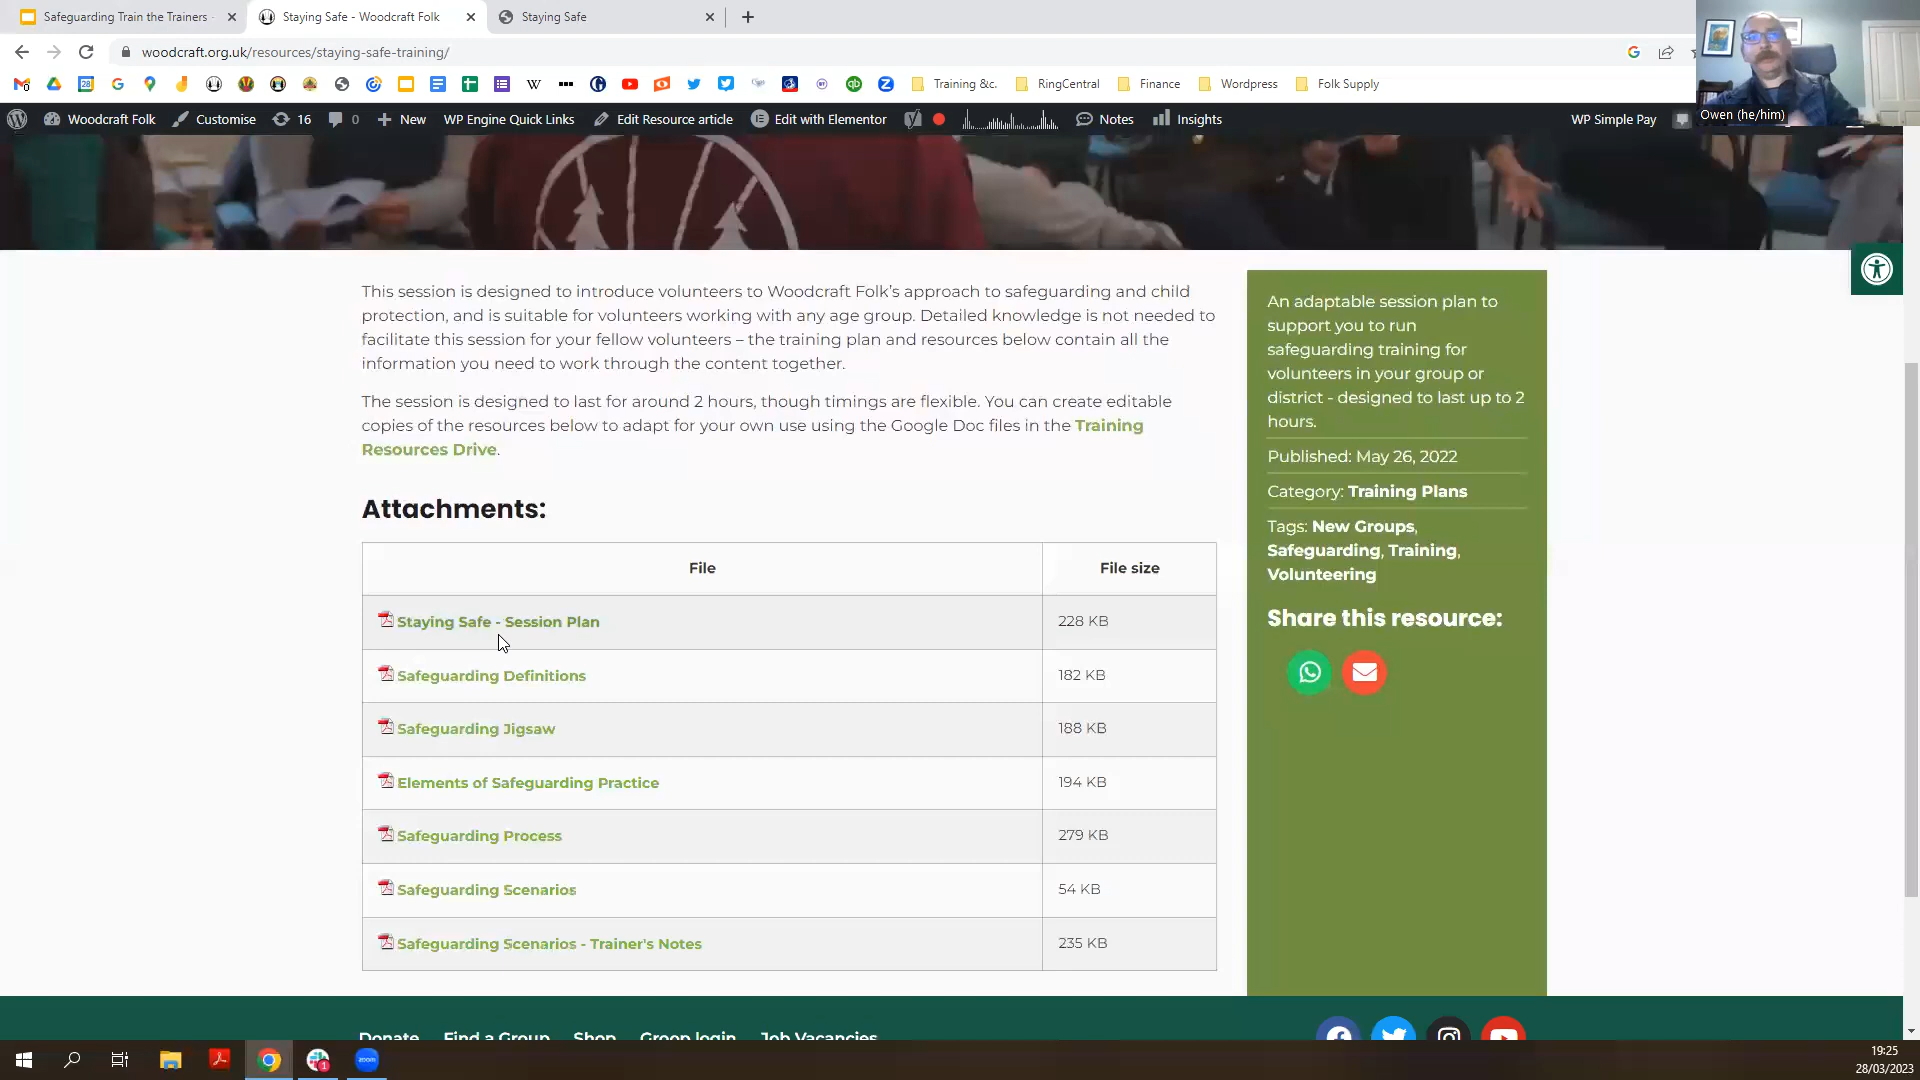 Safeguarding Train the Trainers
Staying Safe - Woodcraft Folk
Staying Safe
woodcraft.org.uk/resources/staying-safe-training/
Training &c.
RingCentral
Finance
Wordpress
Folk Supply
Owen (he/him)
Woodcraft Folk
Customise
16
0
New
WP Engine Quick Links
Edit Resource article
Edit with Elementor
Notes
Insights
WP Simple Pay
This session is designed to introduce volunteers to Woodcraft Folk's approach to safeguarding and child
protection, and is suitable for volunteers working with any age group. Detailed knowledge is not needed to
facilitate this session for your fellow volunteers – the training plan and resources below contain all the
information you need to work through the content together.
The session is designed to last for around 2 hours, though timings are flexible. You can create editable
copies of the resources below to adapt for your own use using the Google Doc files in the Training
Resources Drive.
Attachments:
File
File size
Staying Safe - Session Plan
228 KB
Safeguarding Definitions
182 KB
Safeguarding Jigsaw
188 KB
Elements of Safeguarding Practice
194 KB
Safeguarding Process
279 KB
Safeguarding Scenarios
54 KB
Safeguarding Scenarios - Trainer's Notes
235 KB
An adaptable session plan to
support you to run
safeguarding training for
volunteers in your group or
district - designed to last up to 2
hours.
Published: May 26, 2022
Category: Training Plans
Tags: New Groups,
Safeguarding, Training,
Volunteering
Share this resource:
Donate
Find a Group
Shop
Group login
Job Vacancies
zoom
19:25
28/03/2023